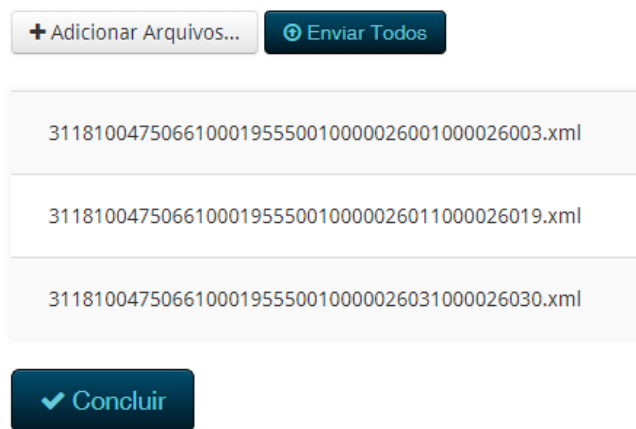 Adicionar Arquivos... Enviar Todos
31181004750661000195550010000026001000026003.xml
31181004750661000195550010000026011000026019.xml
31181004750661000195550010000026031000026030.xml
Concluir